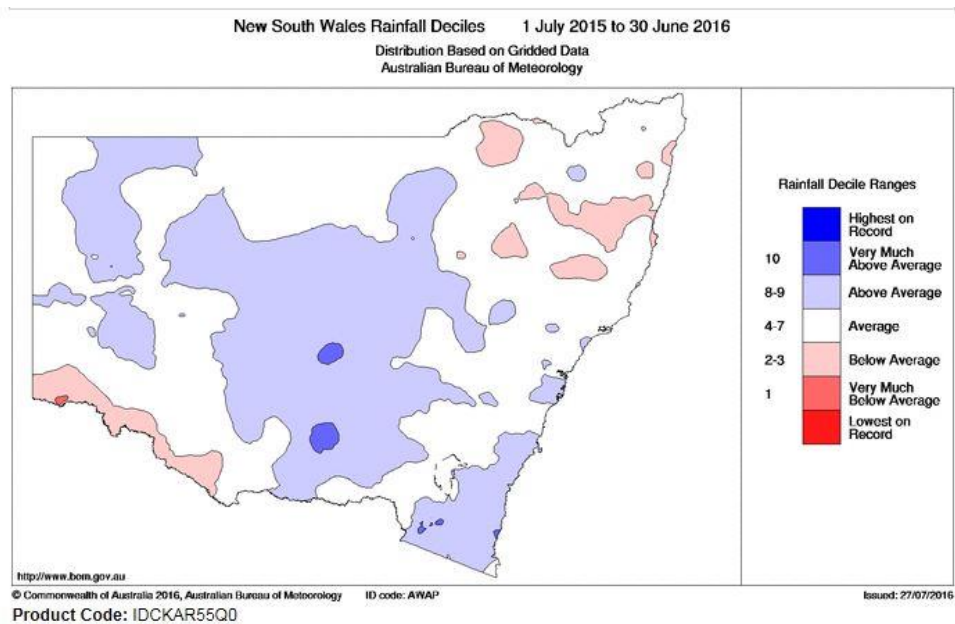 New South Wales Rainfall Deciles 1 July 2015 to 30 June 2016
Distribution Based on Gridded Data
Australian Bureau of Meteorology
Rainfall Decile Ranges
Highest on
Record
10 Very Much
Above Average
8-9 Above Average
4-7 Average
2-3 Below Average
1 Very Much
Below Average
Lowest on
Record
http://www.bom.gov.au
© Commonwealth of Australia 2016, Australian Bureau of Meteorology ID code: AWAP Issued: 27/07/2016
Product Code: IDCKAR55Q0